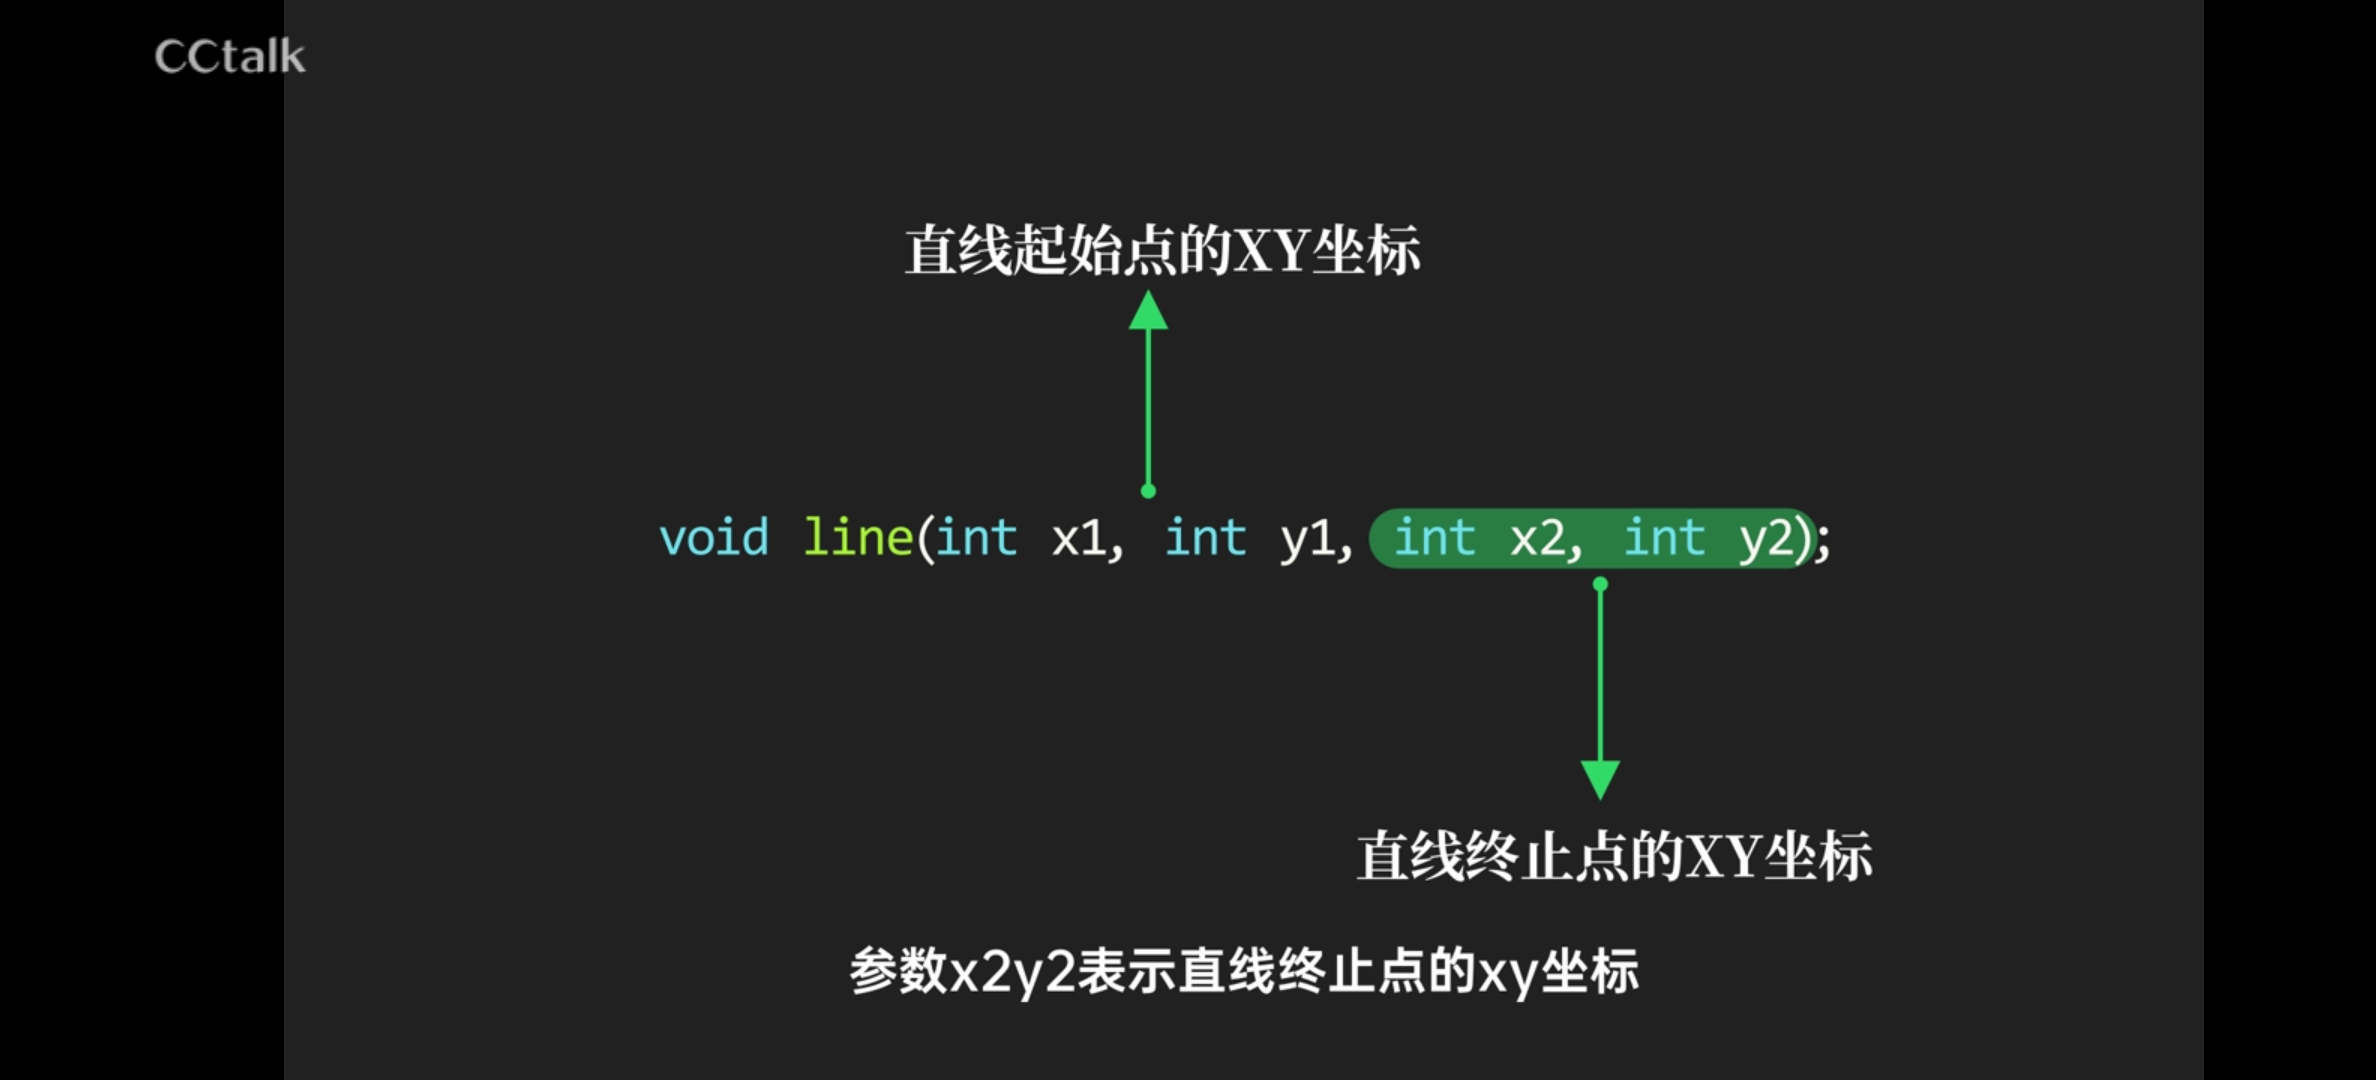 CCtalk
直线起始点的XY坐标
void line(int x1, int y1, int x2, int y2);
直线终止点的XY坐标
参数x2y2表示直线终止点的xy坐标